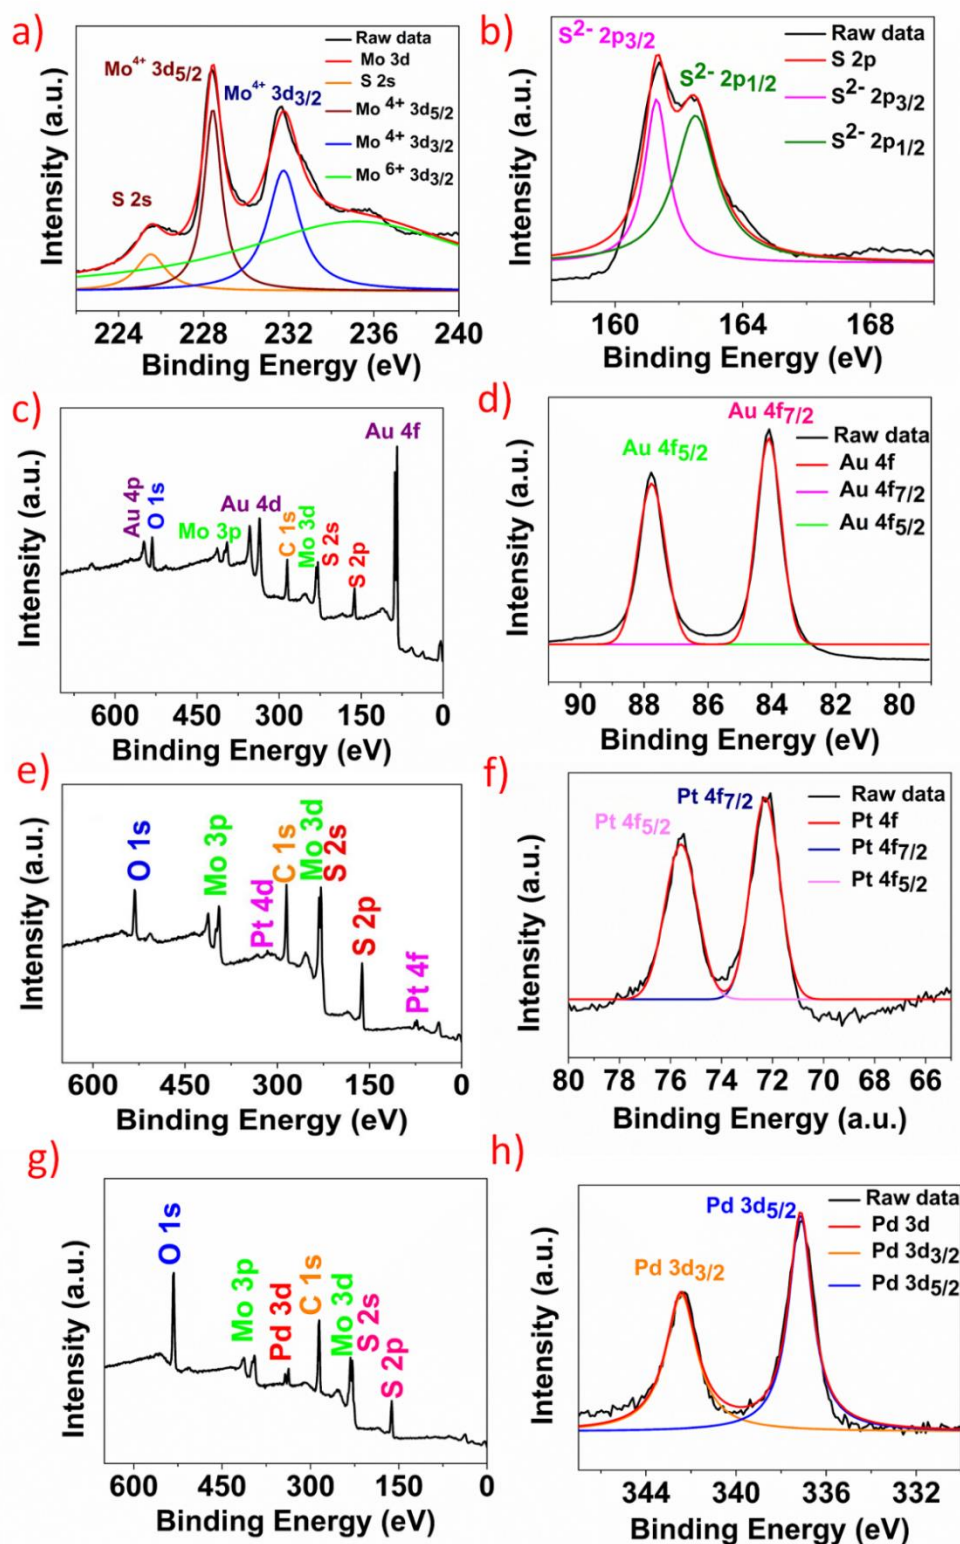 a)
Mo4+ 3d5/2
Mo4+ 3d3/2
S 2s
Raw data
Mo 3d
S 2s
Mo 4+ 3d5/2
Mo 4+ 3d3/2
Mo 6+ 3d3/2
Intensity (a.u.)
224 228 232 236 240
Binding Energy (eV)
b)
S2- 2p3/2
S2- 2p1/2
Raw data
S 2p
S2- 2p3/2
S2- 2p1/2
Intensity (a.u.)
160 164 168
Binding Energy (eV)
c)
Au 4p
O 1s
Mo 3p
Au 4d
C 1s
Mo 3d
S 2s
S 2p
Au 4f
Intensity (a.u.)
600 450 300 150 0
Binding Energy (eV)
d)
Au 4f5/2
Au 4f7/2
Raw data
Au 4f
Au 4f7/2
Au 4f5/2
Intensity (a.u.)
90 88 86 84 82 80
Binding Energy (eV)
e)
O 1s
Mo 3p
Pt 4d
C 1s
Mo 3d
S 2s
S 2p
Pt 4f
Intensity (a.u.)
600 450 300 150 0
Binding Energy (eV)
f)
Pt 4f5/2
Pt 4f7/2
Raw data
Pt 4f
Pt 4f7/2
Pt 4f5/2
Intensity (a.u.)
80 78 76 74 72 70 68 66
Binding Energy (a.u.)
g)
O 1s
Mo 3p
Pd 3d
C 1s
Mo 3d
S 2s
S 2p
Intensity (a.u.)
600 450 300 150 0
Binding Energy (eV)
h)
Pd 3d3/2
Pd 3d5/2
Raw data
Pd 3d
Pd 3d3/2
Pd 3d5/2
Intensity (a.u.)
344 340 336 332
Binding Energy (eV)